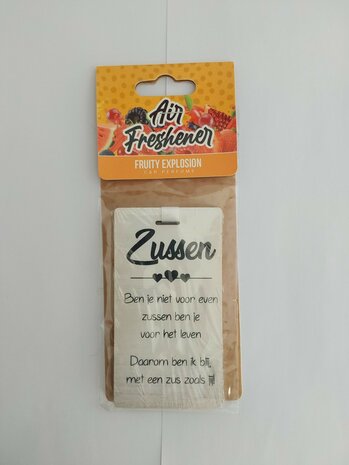 Air
Freshener
FRUITY EXPLOSION
CAR PERFUME
Zussen
Ben je niet voor even
zussen ben je
voor het leven
Daarom ben ik blij,
met een zus zoals jij!